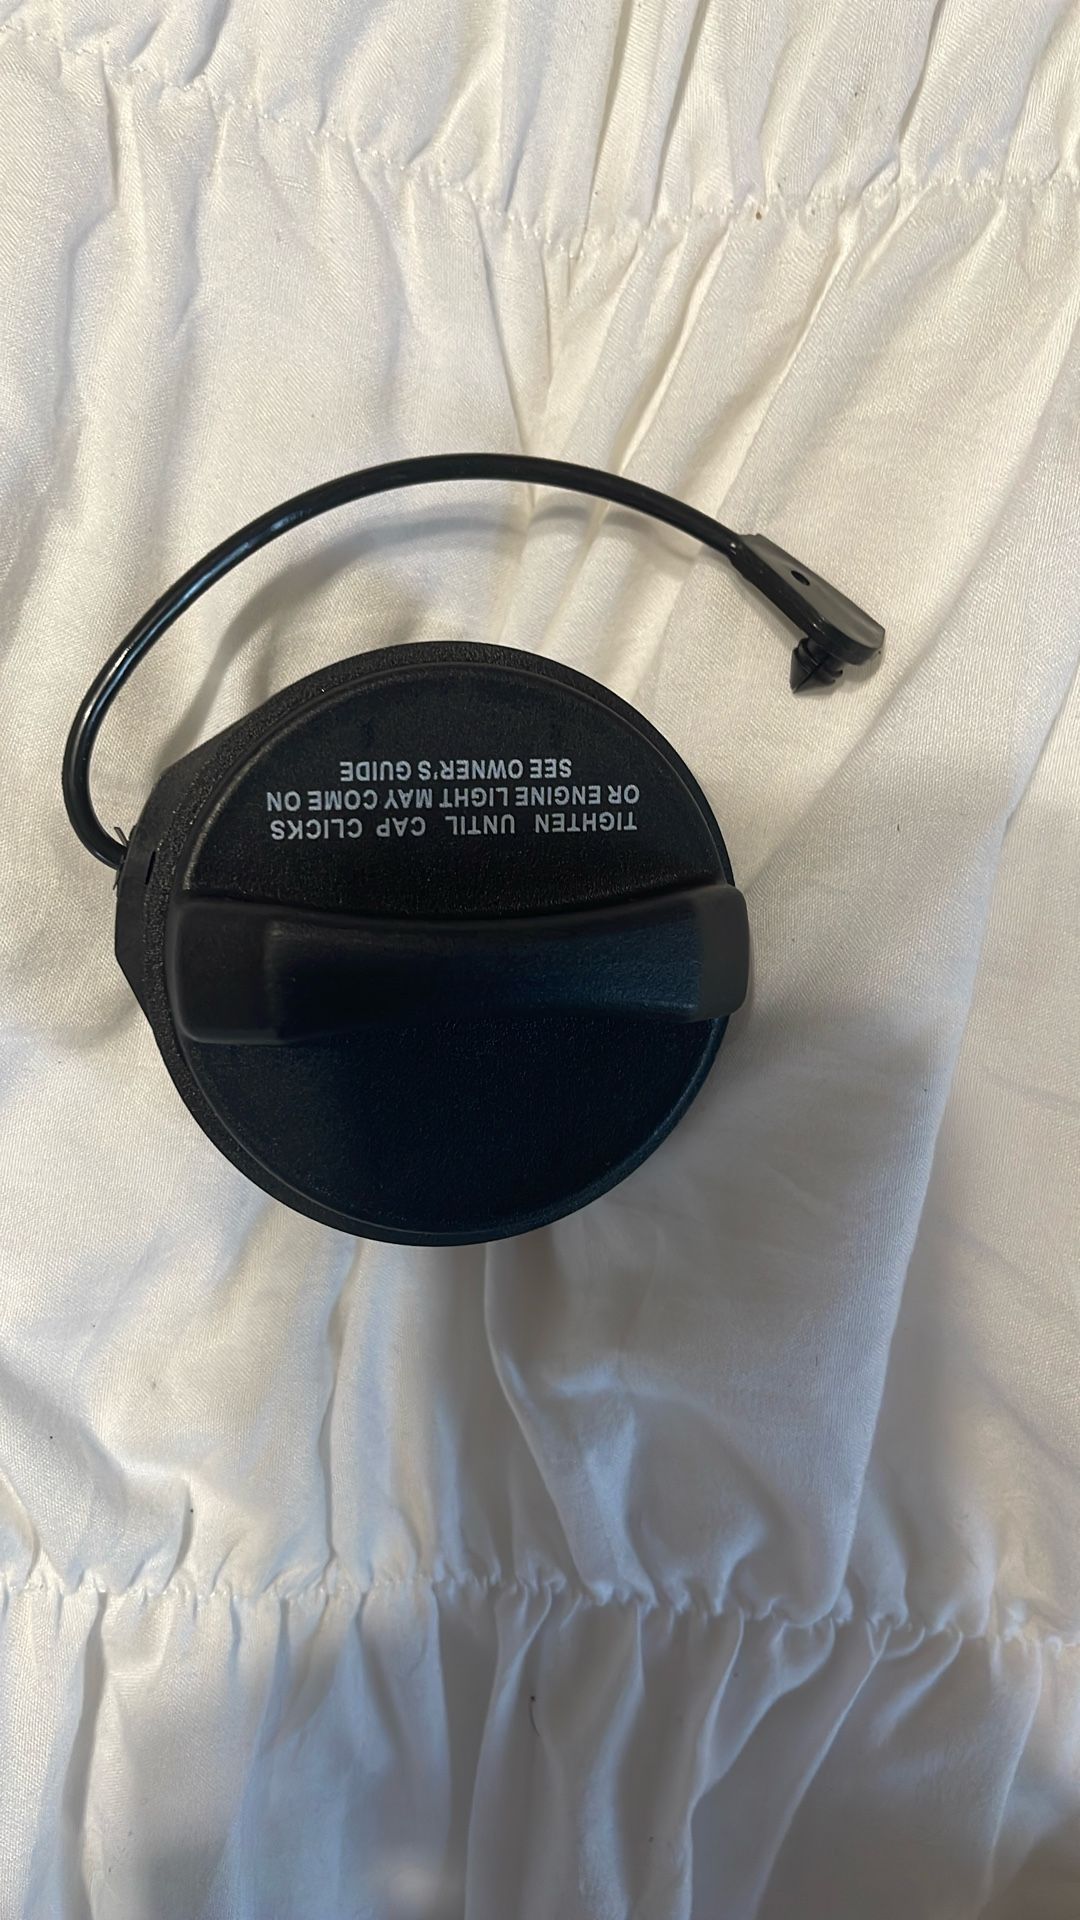 TIGHTEN UNTIL CAP CLICKS
OR ENGINE LIGHT MAY COME ON
SEE OWNER'S GUIDE